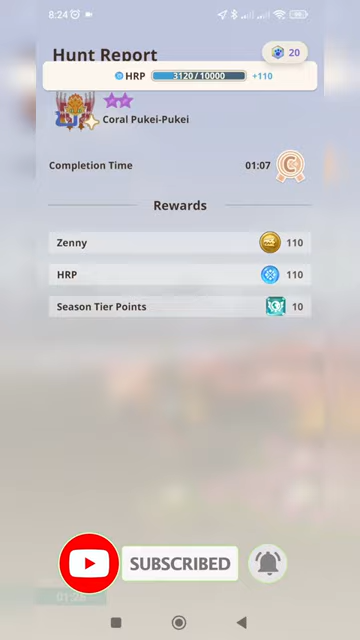 8:24
Hunt Report
20
HRP 3120/10000 +110
Coral Pukei-Pukei
Completion Time 01:07 C
Rewards
Zenny 110
HRP 110
Season Tier Points 10
SUBSCRIBED